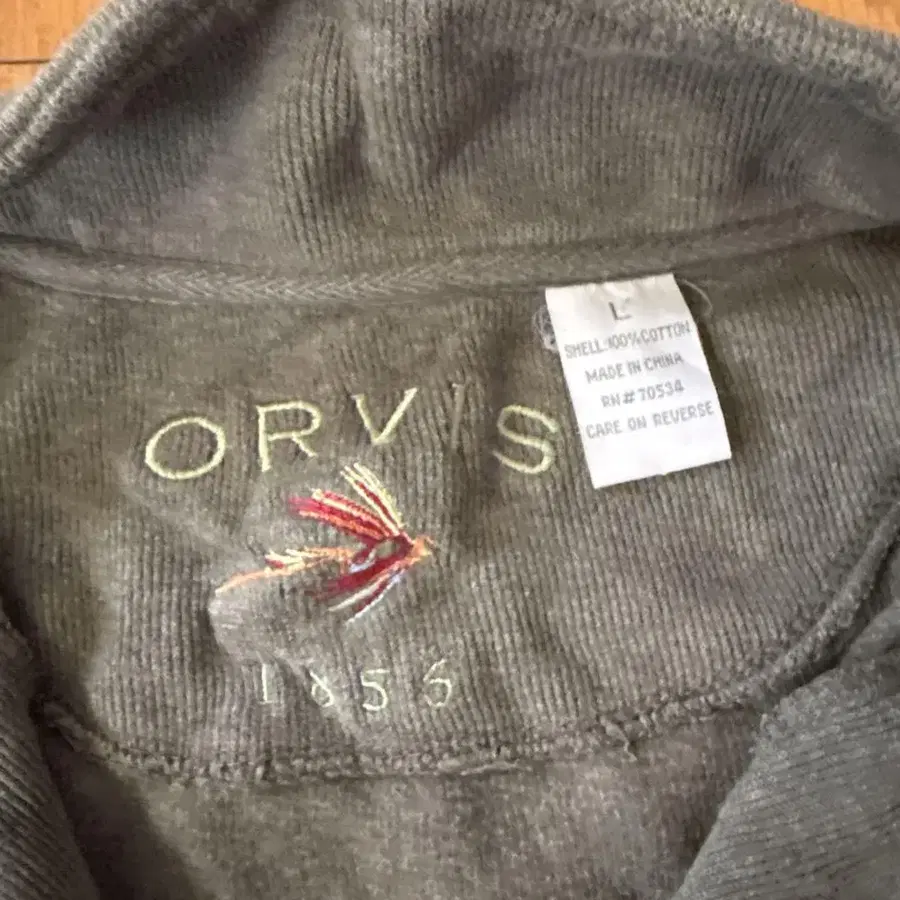 ORVIS
1856
L
SHELL:100% COTTON
MADE IN CHINA
RN#70534
CARE ON REVERSE